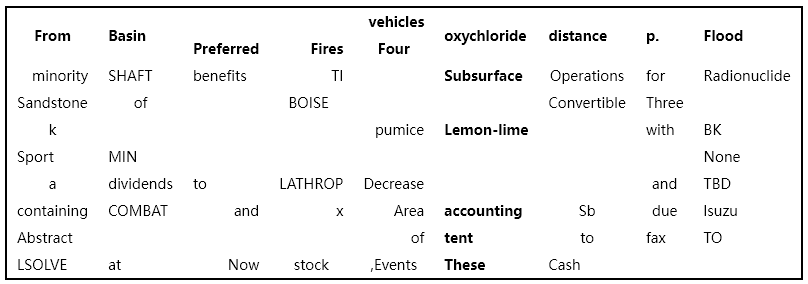 From Basin Preferred Fires vehicles Four oxychloride distance p. Flood
minority SHAFT benefits TI Subsurface Operations for Radionuclide
Sandstone of BOISE Convertible Three
k pumice Lemon-lime with BK
Sport MIN None
a dividends to LATHROP Decrease and TBD
containing COMBAT and x Area accounting Sb due Isuzu
Abstract of tent to fax TO
LSOLVE at Now stock ,Events These Cash